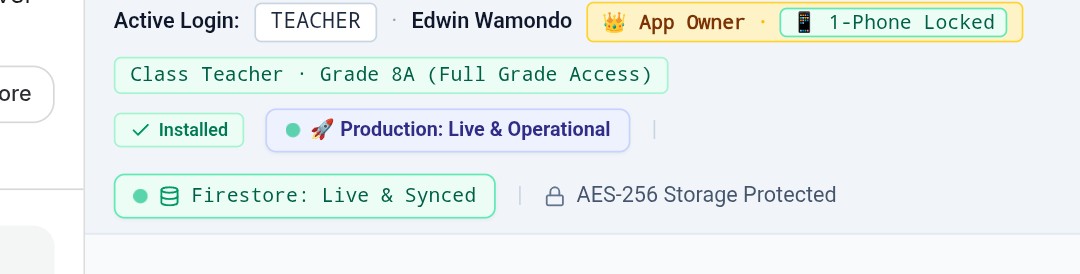 Active Login: TEACHER · Edwin Wamondo 👑 App Owner · 📱 1-Phone Locked
Class Teacher · Grade 8A (Full Grade Access)
ore
✓ Installed 🚀 Production: Live & Operational |
Firestore: Live & Synced | AES-256 Storage Protected